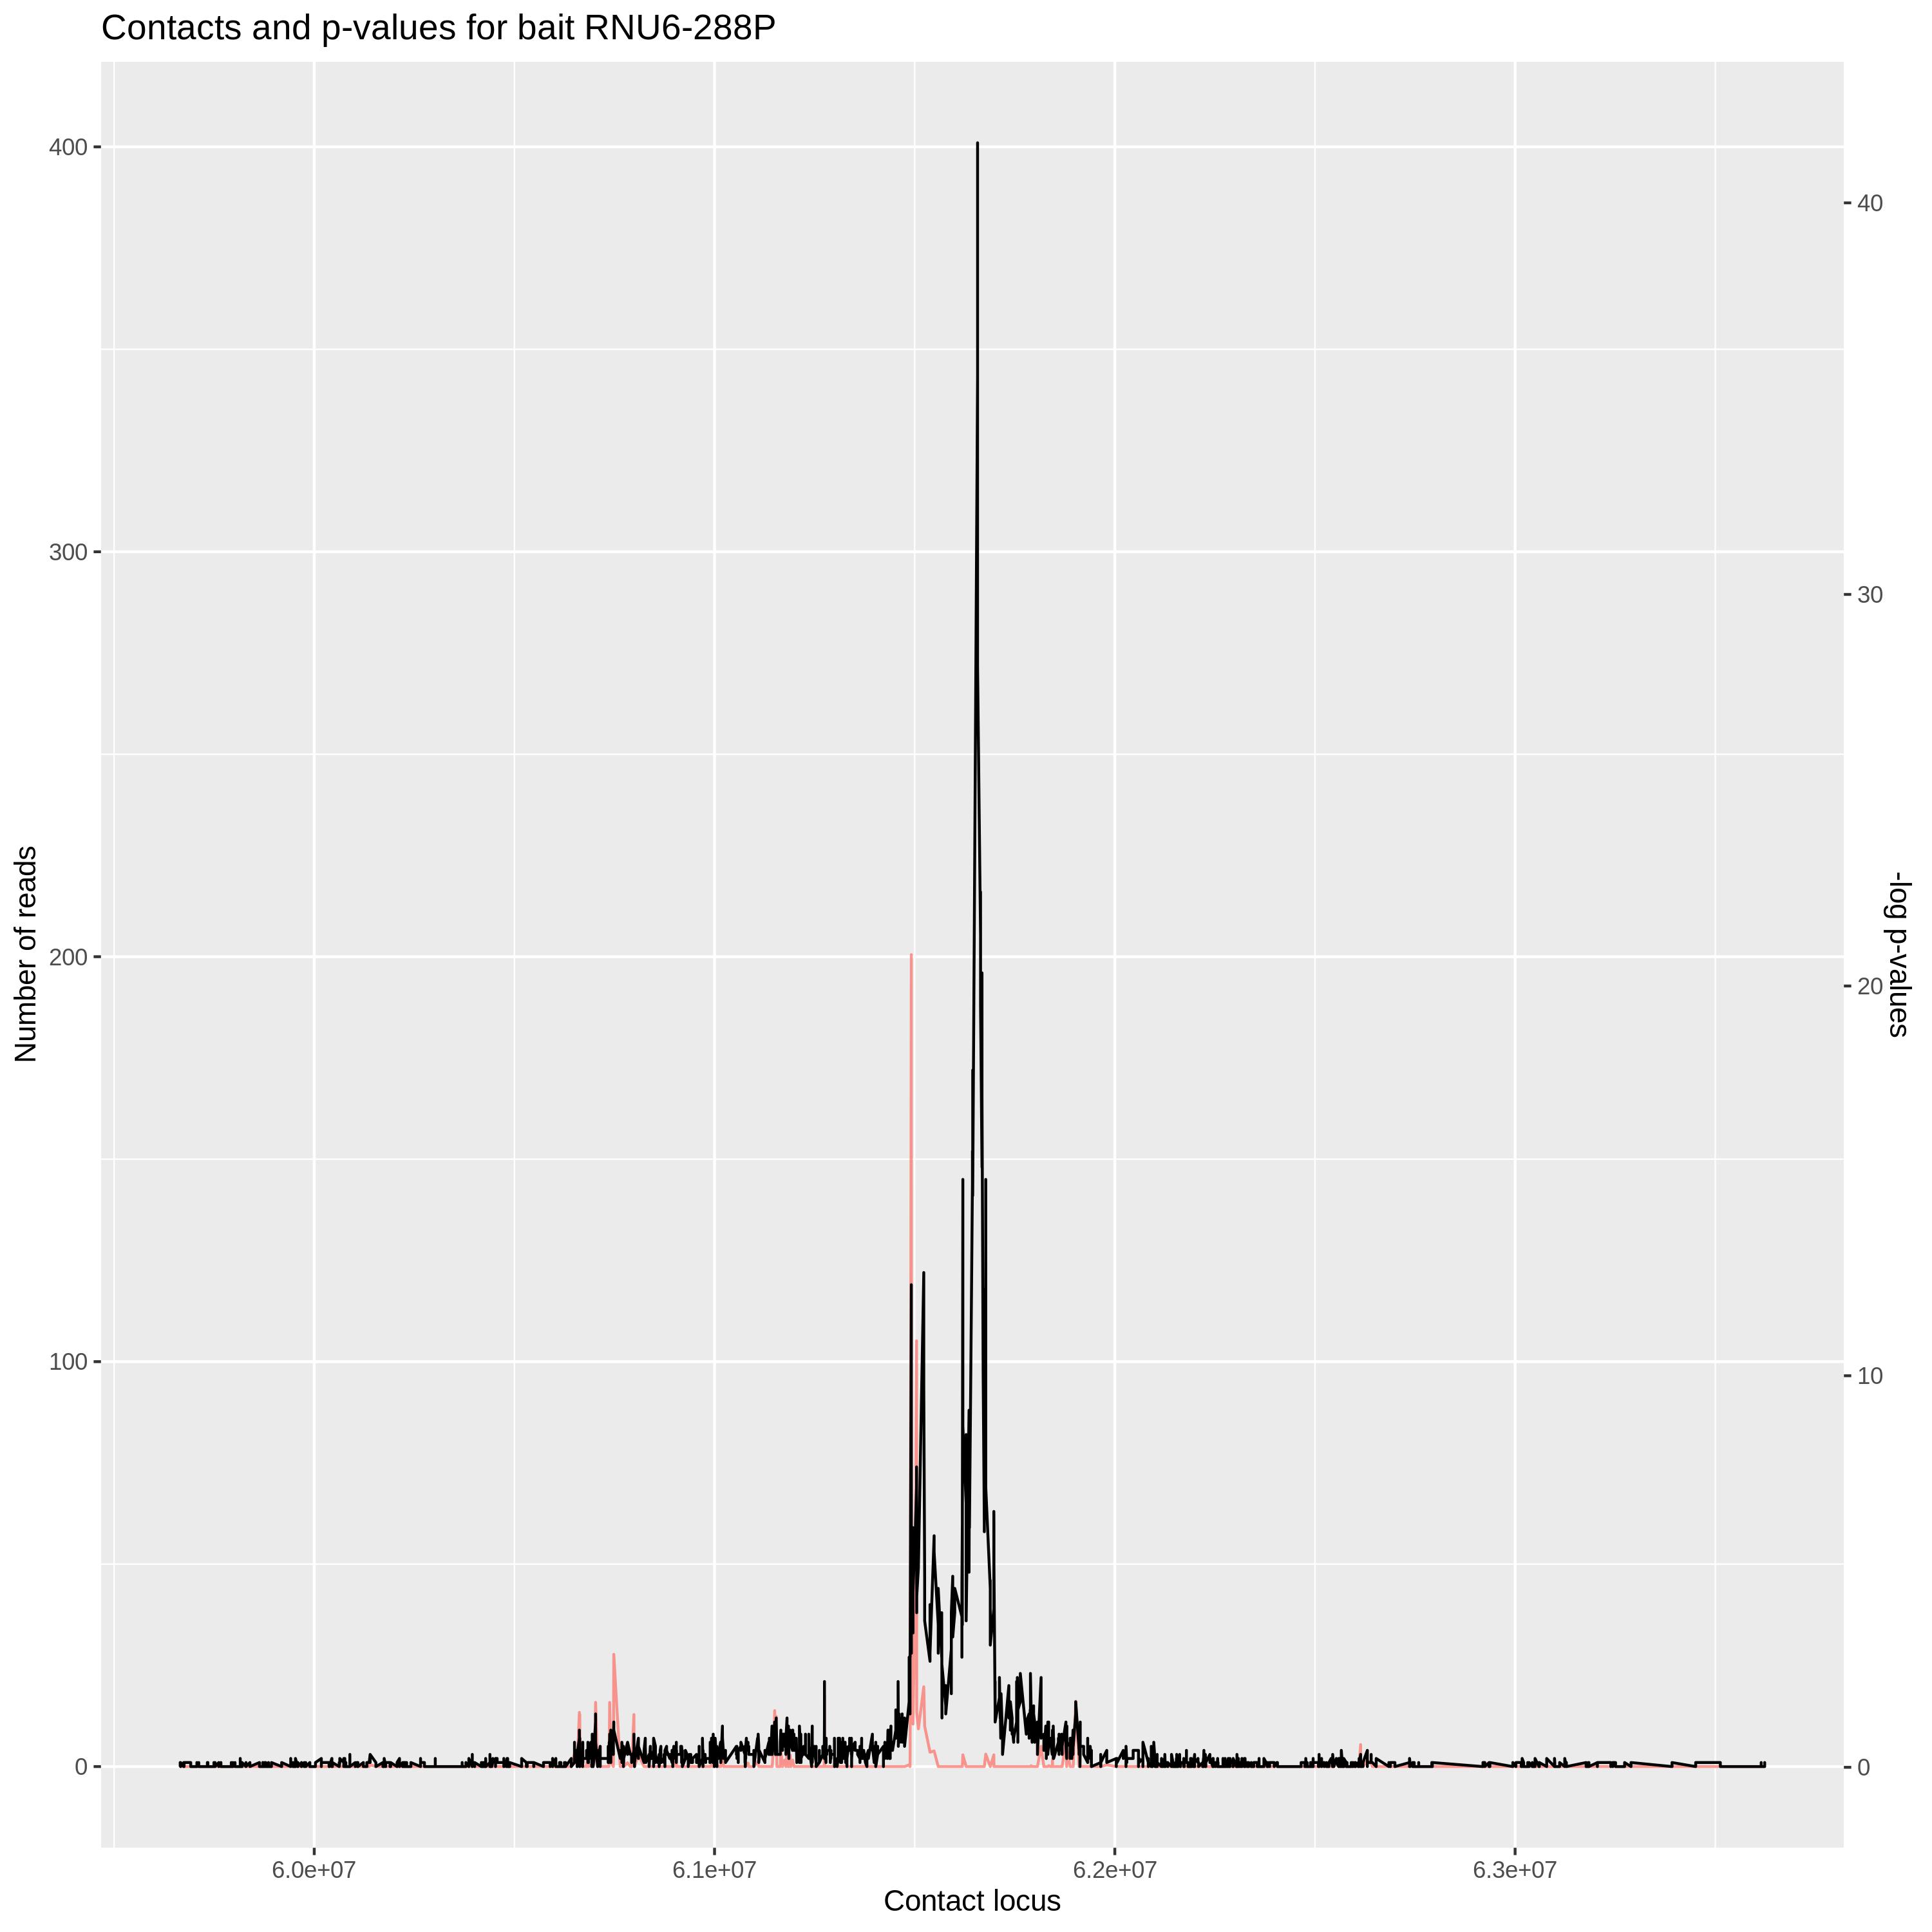 Contacts and p-values for bait RNU6-288P
400
300
200
100
0
Number of reads
40
30
20
10
0
-log p-values
6.0e+07
6.1e+07
6.2e+07
6.3e+07
Contact locus